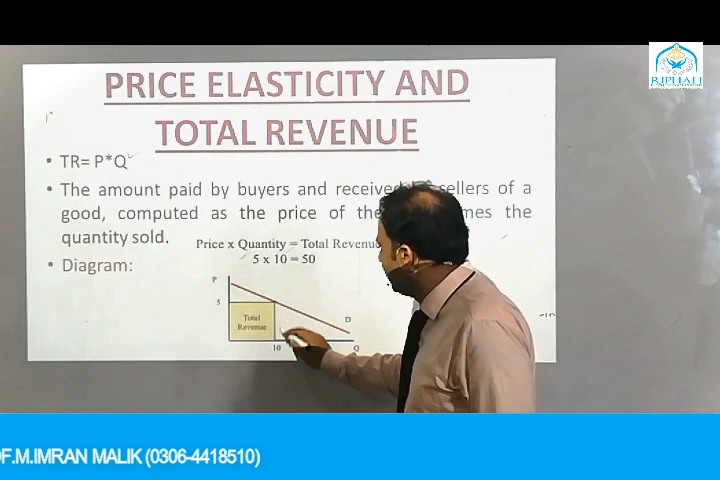 RIPHAH
PRICE ELASTICITY AND
TOTAL REVENUE
• TR= P*Q
• The amount paid by buyers and received sellers of a
good, computed as the price of the the
quantity sold.
Price x Quantity = Total Revenue
5 x 10 = 50
• Diagram:
P
5
Total
Revenue
D
10
Q
OF.M.IMRAN MALIK (0306-4418510)